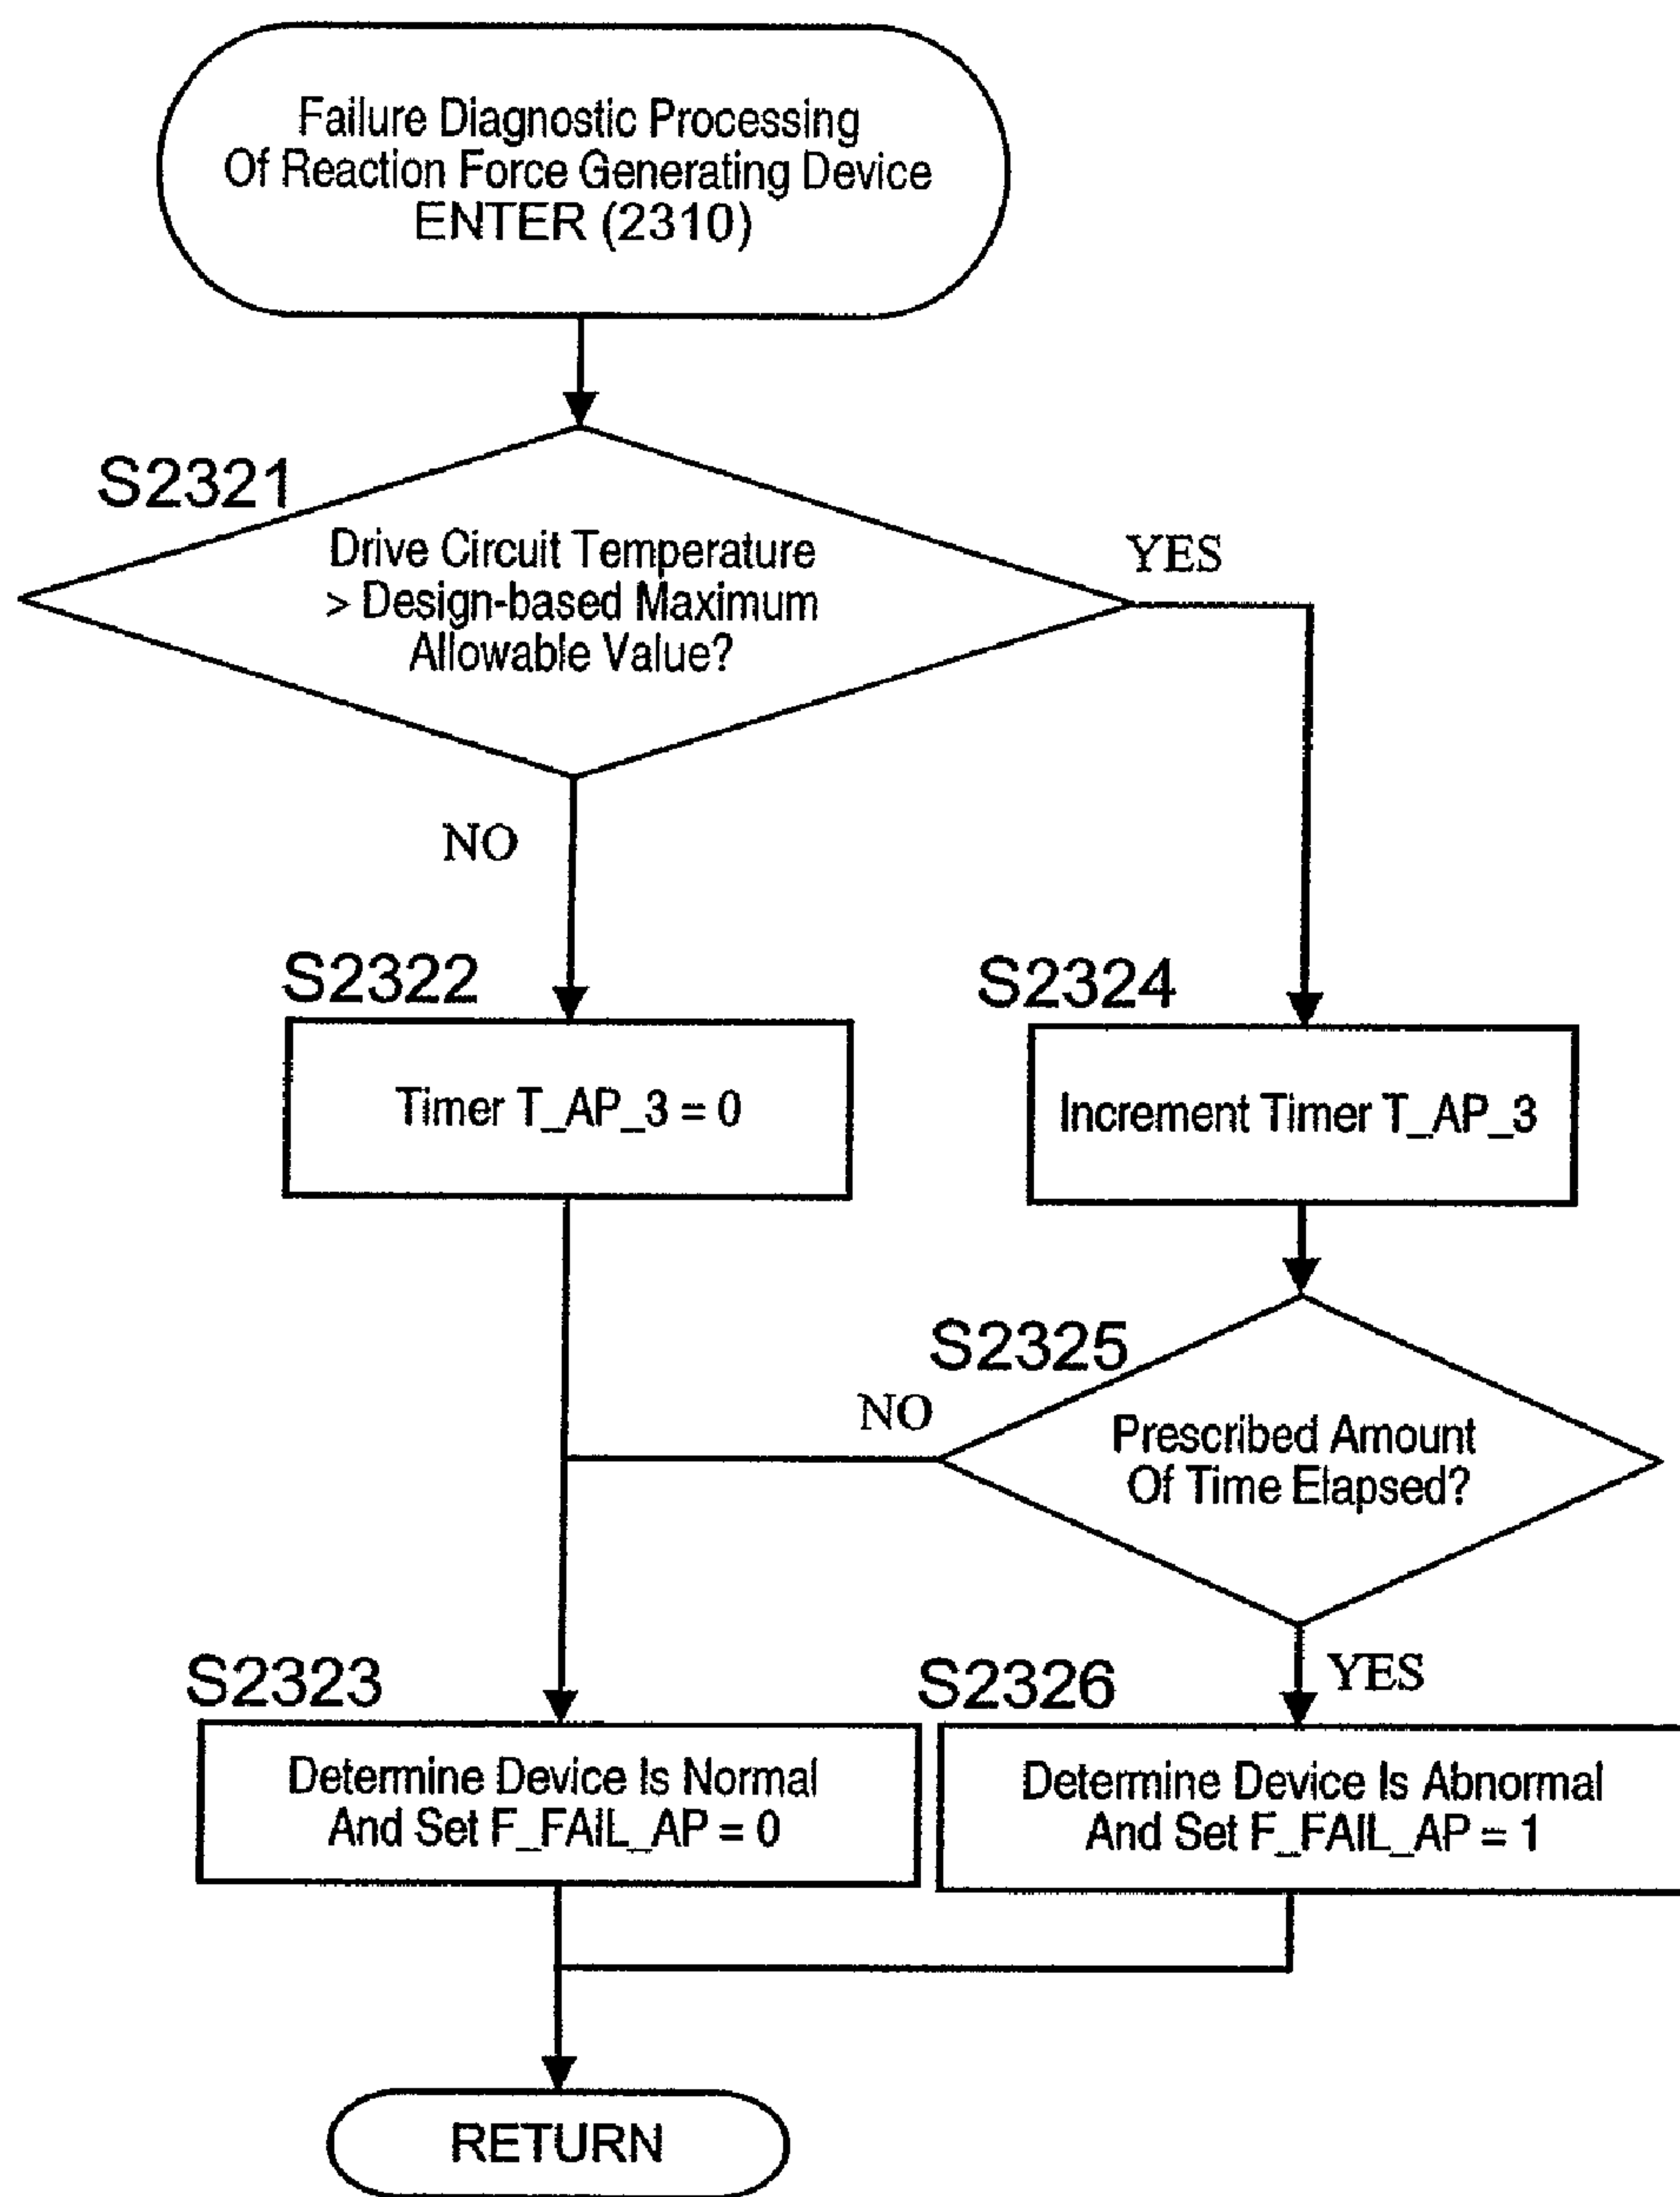 Failure Diagnostic Processing
Of Reaction Force Generating Device
ENTER (2310)
S2321
Drive Circuit Temperature
> Design-based Maximum
Allowable Value?
YES
NO
S2322
Timer T_AP_3 = 0
S2324
Increment Timer T_AP_3
S2325
NO
Prescribed Amount
Of Time Elapsed?
YES
S2323
Determine Device Is Normal
And Set F_FAIL_AP = 0
S2326
Determine Device Is Abnormal
And Set F_FAIL_AP = 1
RETURN